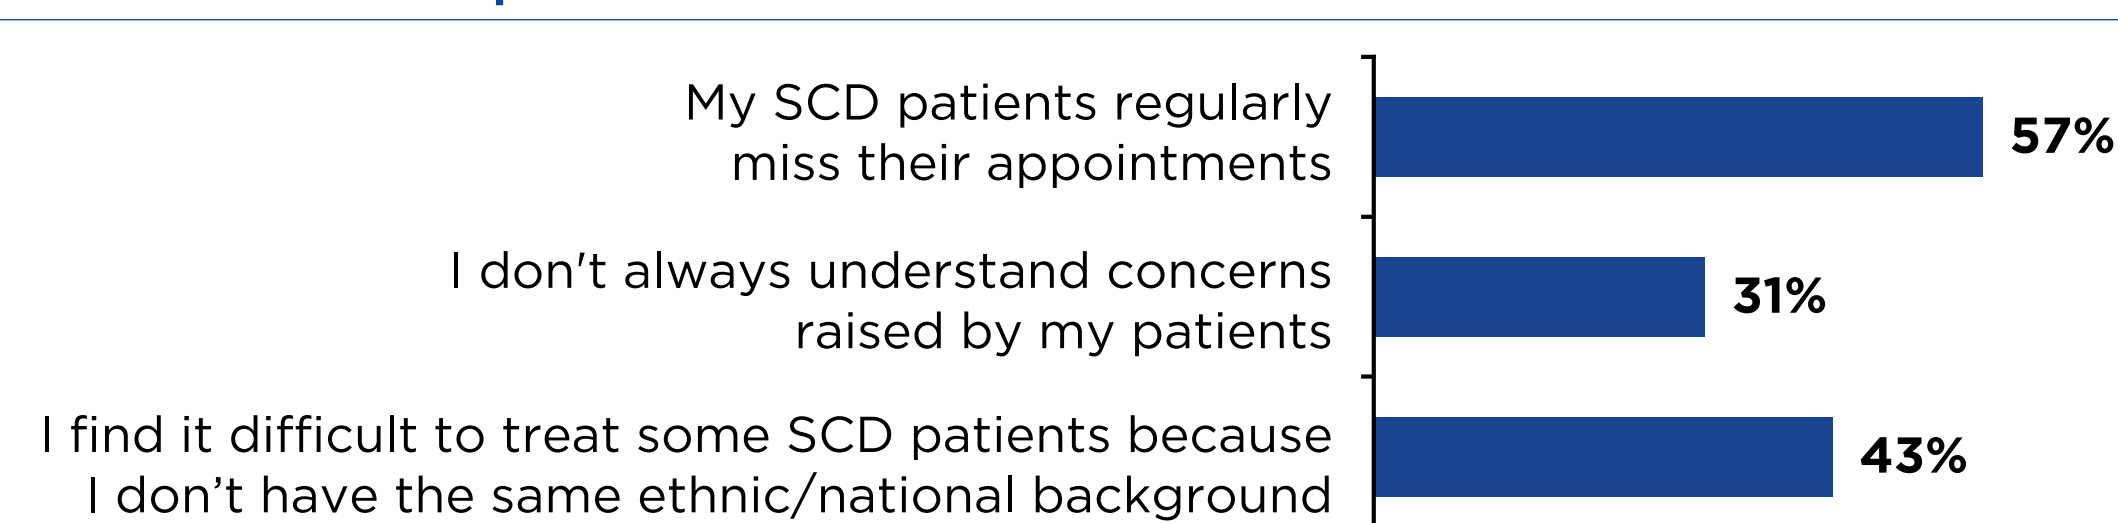 My SCD patients regularly
miss their appointments
57%
I don't always understand concerns
raised by my patients
31%
I find it difficult to treat some SCD patients because
I don’t have the same ethnic/national background
43%